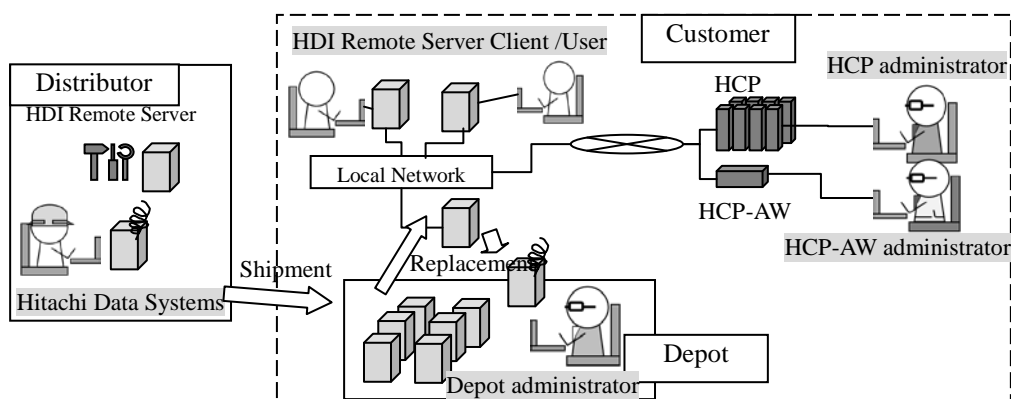 Distributor
HDI Remote Server
Hitachi Data Systems
Shipment
Customer
HDI Remote Server Client /User
HCP administrator
HCP
Local Network
HCP-AW
HCP-AW administrator
Replacement
Depot
Depot administrator